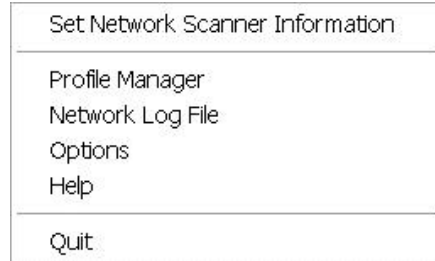 Set Network Scanner Information
Profile Manager
Network Log File
Options
Help
Quit